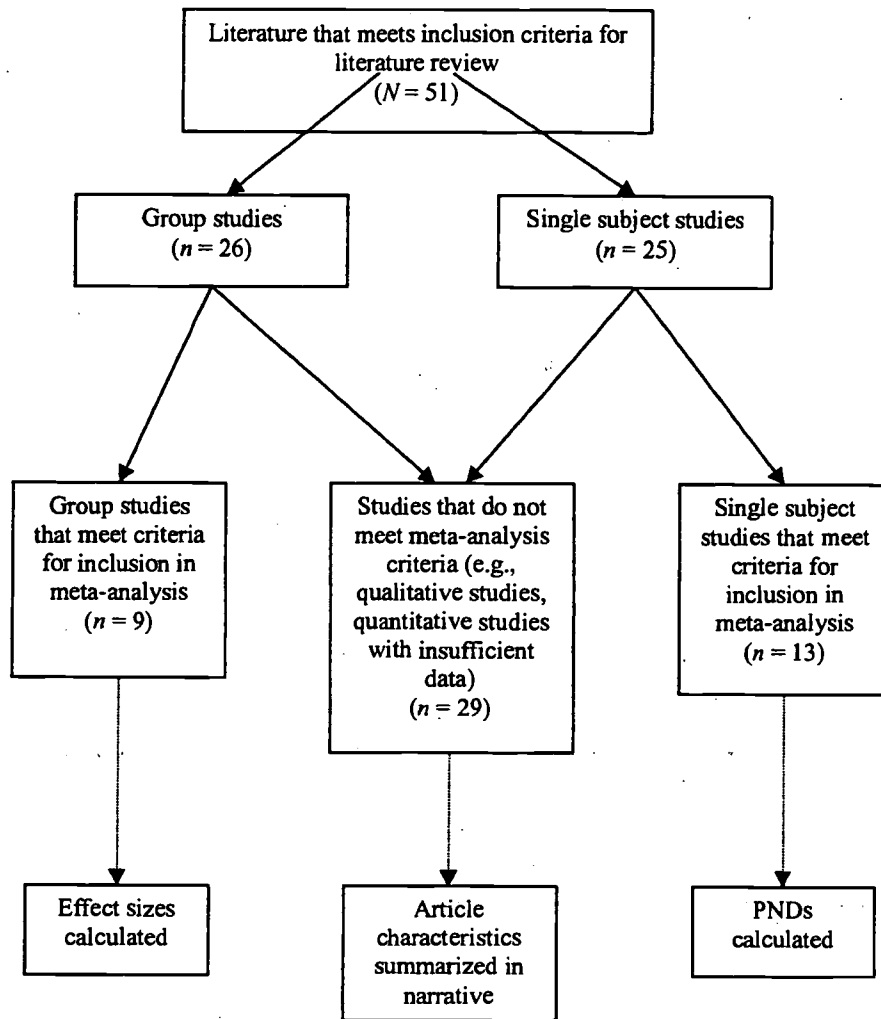 Literature that meets inclusion criteria for
literature review
(N = 51)
Group studies
(n = 26)
Single subject studies
(n = 25)
Group studies
that meet criteria
for inclusion in
meta-analysis
(n = 9)
Studies that do not
meet meta-analysis
criteria (e.g.,
qualitative studies,
quantitative studies
with insufficient
data)
(n = 29)
Single subject
studies that meet
criteria for
inclusion in
meta-analysis
(n = 13)
Effect sizes
calculated
Article
characteristics
summarized in
narrative
PNDs
calculated